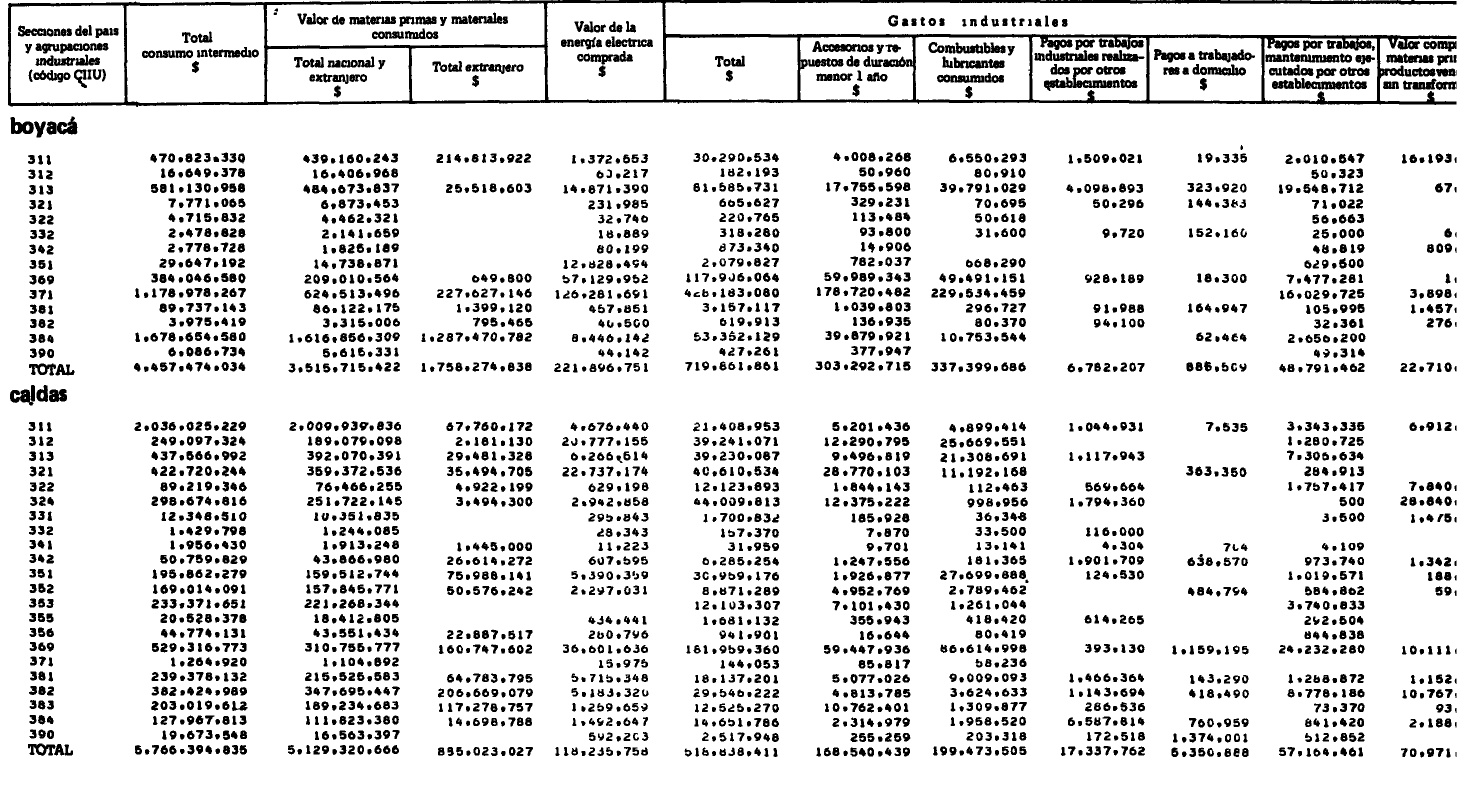 Secciones del pais y agrupaciones industriales (código CIIU) | Total consumo intermedio $ | Valor de materias primas y materiales consumidos | Valor de la energía electrica comprada $ | Gastos industriales
Total nacional y extranjero $ | Total extranjero $ | Total $ | Accesorios y repuestos de duración menor 1 año $ | Combustibles y lubricantes consumidos $ | Pagos por trabajos industriales realizados por otros establecimientos $ | Pagos a trabajadores a domicilio $ | Pagos por trabajos, mantenimiento ejecutados por otros establecimientos $ | Valor comp materias pri productos ven sin transform $
boyacá
311 470.823.330 439.160.243 214.813.922 1.372.553 30.290.534 4.008.268 6.550.293 1.509.021 19.335 2.010.547 16.193.
312 16.649.378 16.406.968 60.217 182.193 50.960 80.910 50.323
313 581.130.958 484.673.837 25.518.603 14.871.390 81.585.731 17.755.598 39.791.029 4.098.893 323.920 19.548.712 67.
321 7.771.065 6.873.453 231.985 665.627 329.231 70.695 50.296 144.383 71.022
322 4.715.832 4.462.321 32.746 220.765 113.484 50.618 56.663
332 2.478.828 2.141.659 18.889 318.280 93.800 31.600 9.720 152.160 25.000 6.
342 2.778.728 1.825.189 80.199 873.340 14.906 48.819 809.
351 29.647.192 14.738.871 12.828.494 2.079.827 782.037 668.290 629.500
369 384.046.580 209.010.564 649.800 57.129.952 117.906.064 59.989.343 49.491.151 928.189 18.300 7.477.281 1.
371 1.178.978.267 624.513.496 227.627.146 126.281.691 428.183.080 178.720.482 229.534.459 16.029.725 3.898.
381 89.737.143 86.122.175 1.399.120 457.851 3.157.117 1.039.803 296.727 91.988 164.947 105.995 1.457.
382 3.975.419 3.315.006 795.465 40.500 619.913 136.935 80.370 94.100 32.361 276.
384 1.678.654.580 1.616.856.309 1.287.470.782 8.446.142 53.352.129 39.879.921 10.753.544 62.464 2.656.200
390 6.086.734 5.615.331 44.142 427.261 377.947 49.314
TOTAL 4.457.474.034 3.515.715.422 1.758.274.838 221.896.751 719.861.861 303.292.715 337.399.686 6.782.207 885.509 48.791.462 22.710.
caldas
311 2.036.025.229 2.009.939.836 67.760.172 4.676.440 21.408.953 5.201.436 4.899.414 1.044.931 7.535 3.343.335 6.912.
312 249.097.324 189.079.098 2.181.130 20.777.155 39.241.071 12.290.795 25.669.551 1.280.725
313 437.566.992 392.070.391 29.481.328 6.266.514 39.230.087 9.496.819 21.308.691 1.117.943 7.306.634
321 422.720.244 359.372.536 35.494.705 22.737.174 40.610.534 28.770.103 11.192.168 363.350 284.913
322 89.219.346 76.466.255 4.922.199 629.198 12.123.893 1.844.143 112.463 569.664 1.757.417 7.840.
324 298.674.816 251.722.145 3.494.300 2.942.858 44.009.813 12.375.222 998.956 1.794.360 500 28.840.
331 12.348.510 10.351.835 295.843 1.700.832 185.928 36.348 3.500 1.475.
332 1.429.798 1.244.085 28.343 157.370 7.870 33.500 116.000
341 1.956.430 1.913.248 1.445.000 11.223 31.959 9.701 13.141 4.304 704 4.109
342 50.759.829 43.866.980 26.614.272 607.595 6.285.254 1.247.556 181.365 1.901.709 638.570 973.740 1.342.
351 195.862.279 159.512.744 75.988.141 5.390.359 30.959.176 1.926.877 27.699.888 124.530 1.019.571 188.
352 169.014.091 157.845.771 50.576.242 2.297.031 8.871.289 4.952.769 2.789.462 484.794 584.862 59.
353 233.371.651 221.268.344 12.103.307 7.101.430 1.261.044 3.740.833
355 20.528.378 18.412.805 434.441 1.681.132 355.943 418.420 614.265 292.504
356 44.774.131 43.551.434 22.887.517 280.796 941.901 16.644 80.419 844.838
369 529.316.773 310.755.777 160.747.602 36.601.636 181.959.360 59.447.936 86.614.998 393.130 1.159.195 24.232.280 10.111.
371 1.264.920 1.104.892 15.975 144.053 85.817 58.236
381 239.378.132 215.525.583 64.783.795 5.715.348 18.137.201 5.077.026 9.009.093 1.466.364 143.290 1.268.872 1.152.
382 382.424.989 347.695.447 206.669.079 5.183.320 29.546.222 4.813.785 3.624.633 1.143.694 418.490 8.778.186 10.767.
383 203.019.612 189.234.683 117.278.757 1.259.659 12.525.270 10.762.401 1.309.877 286.536 73.370 93.
384 127.967.813 111.823.380 14.698.788 1.492.647 14.651.786 2.314.979 1.958.520 6.587.814 760.959 841.420 2.188.
390 19.673.548 16.563.397 592.203 2.517.948 255.259 203.318 172.518 1.374.001 512.852
TOTAL 5.766.394.835 5.129.320.666 885.023.027 118.235.758 518.838.411 168.540.439 199.473.505 17.337.762 5.350.888 57.164.461 70.971.